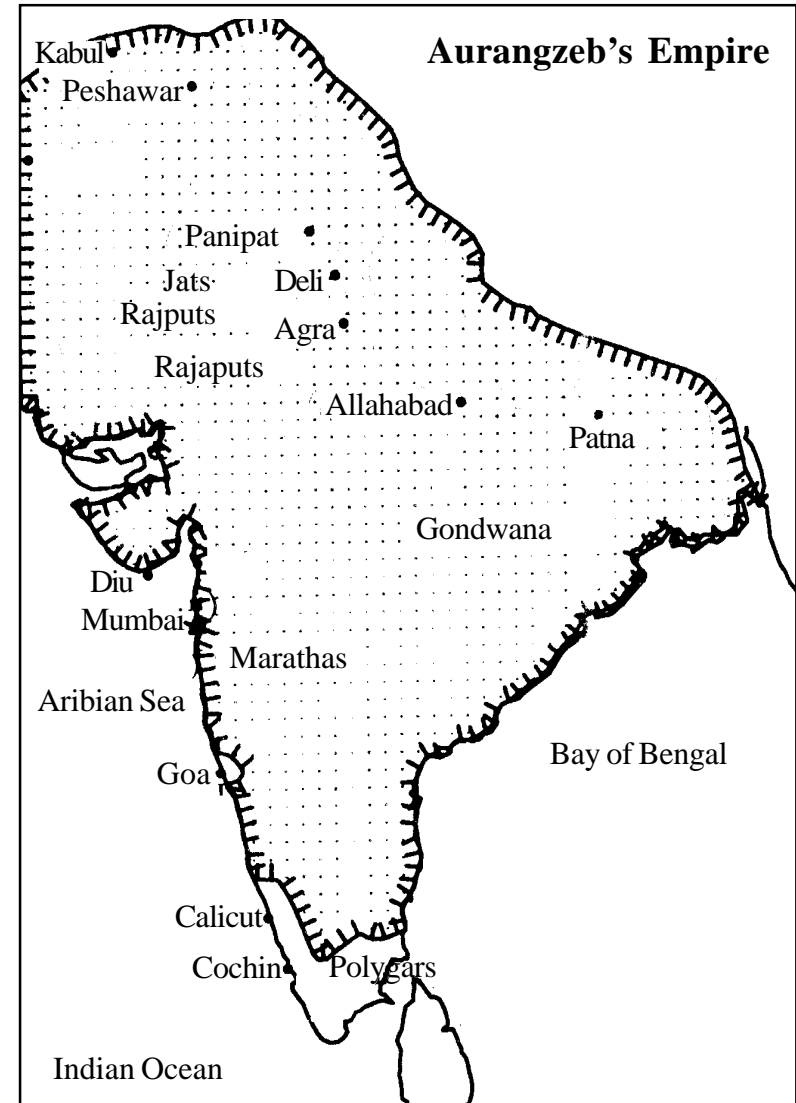 Aurangzeb's Empire
Kabul
Peshawar
Panipat
Jats
Deli
Rajputs
Agra
Rajaputs
Allahabad
Patna
Gondwana
Diu
Mumbai
Marathas
Aribian Sea
Bay of Bengal
Goa
Calicut
Cochin
Polygars
Indian Ocean